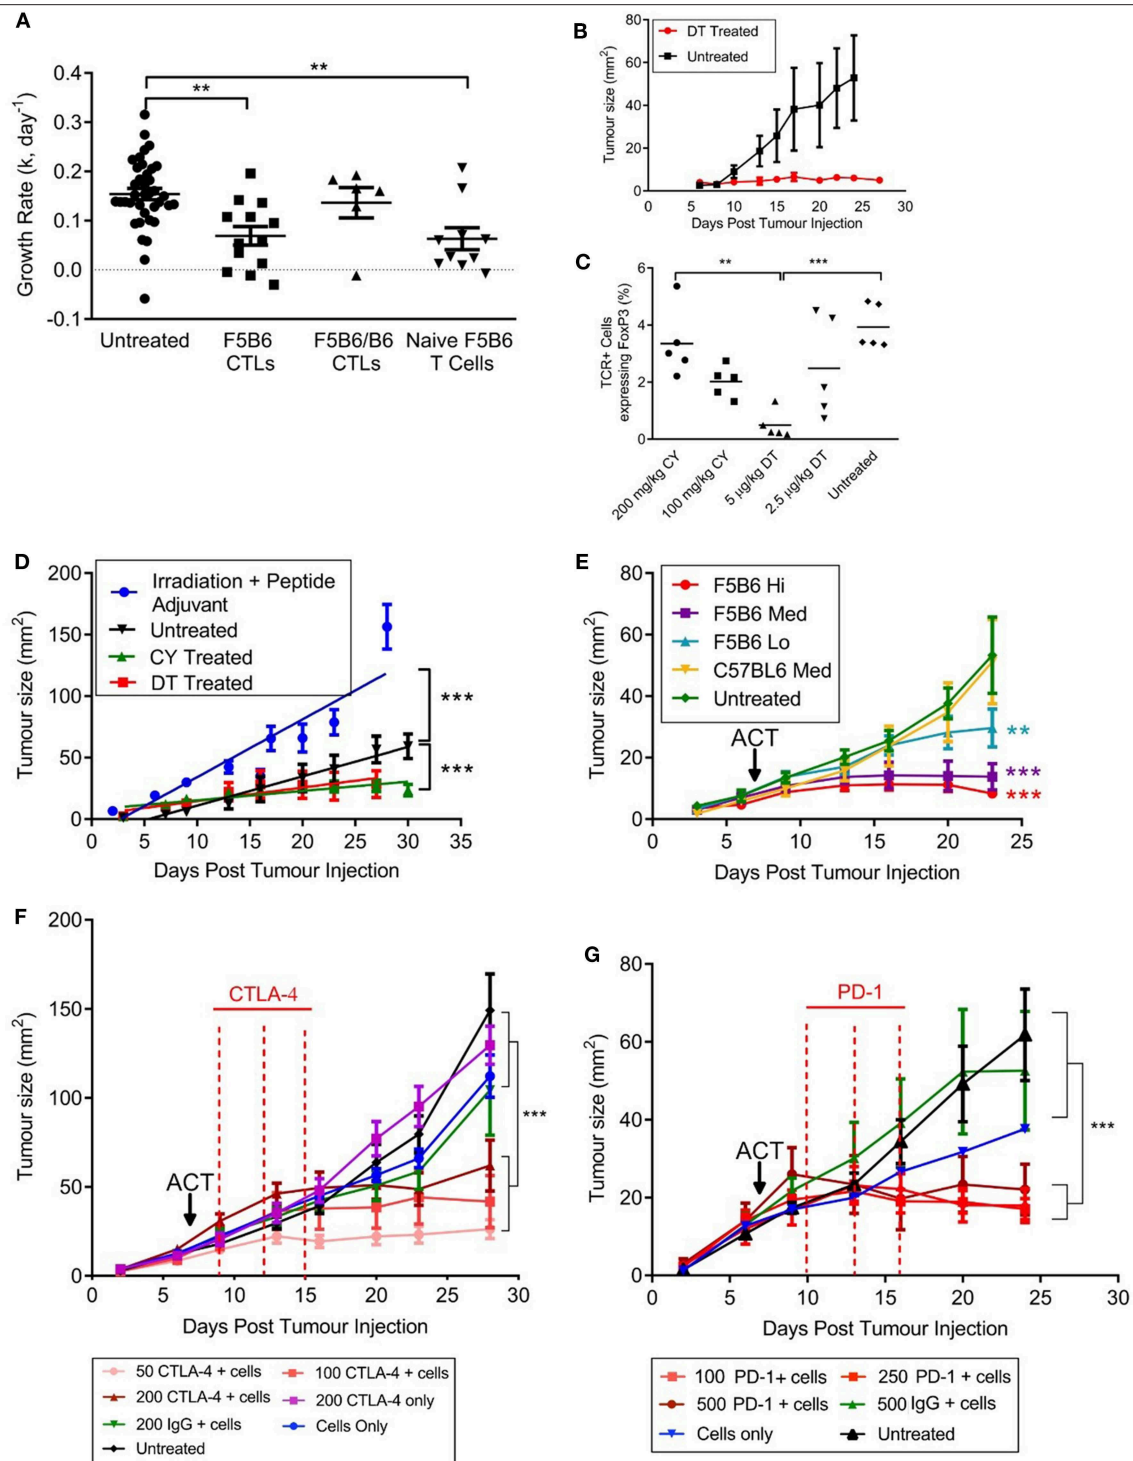 A
Growth Rate (k, day-1)
0.4
0.3
0.2
0.1
0.0
-0.1
**
**
Untreated
F5B6
CTLs
F5B6/B6
CTLs
Naive F5B6
T Cells
B
DT Treated
Untreated
Tumour size (mm2)
80
60
40
20
0
0 5 10 15 20 25 30
Days Post Tumour Injection
C
TCR+ Cells
expressing FoxP3 (%)
6
4
2
0
** ***
200 mg/kg CY
100 mg/kg CY
5 µg/kg DT
2.5 µg/kg DT
Untreated
D
Irradiation + Peptide
Adjuvant
Untreated
CY Treated
DT Treated
Tumour size (mm2)
200
150
100
50
0
***
***
0 5 10 15 20 25 30 35
Days Post Tumour Injection
E
F5B6 Hi
F5B6 Med
F5B6 Lo
C57BL6 Med
Untreated
Tumour size (mm2)
80
60
40
20
0
ACT
**
***
***
0 5 10 15 20 25
Days Post Tumour Injection
F
Tumour size (mm2)
200
150
100
50
0
CTLA-4
ACT
***
0 5 10 15 20 25 30
Days Post Tumour Injection
50 CTLA-4 + cells
100 CTLA-4 + cells
200 CTLA-4 + cells
200 CTLA-4 only
200 IgG + cells
Cells Only
Untreated
G
Tumour size (mm2)
80
60
40
20
0
PD-1
ACT
***
0 5 10 15 20 25 30
Days Post Tumour Injection
100 PD-1+ cells
250 PD-1 + cells
500 PD-1 + cells
500 IgG + cells
Cells only
Untreated